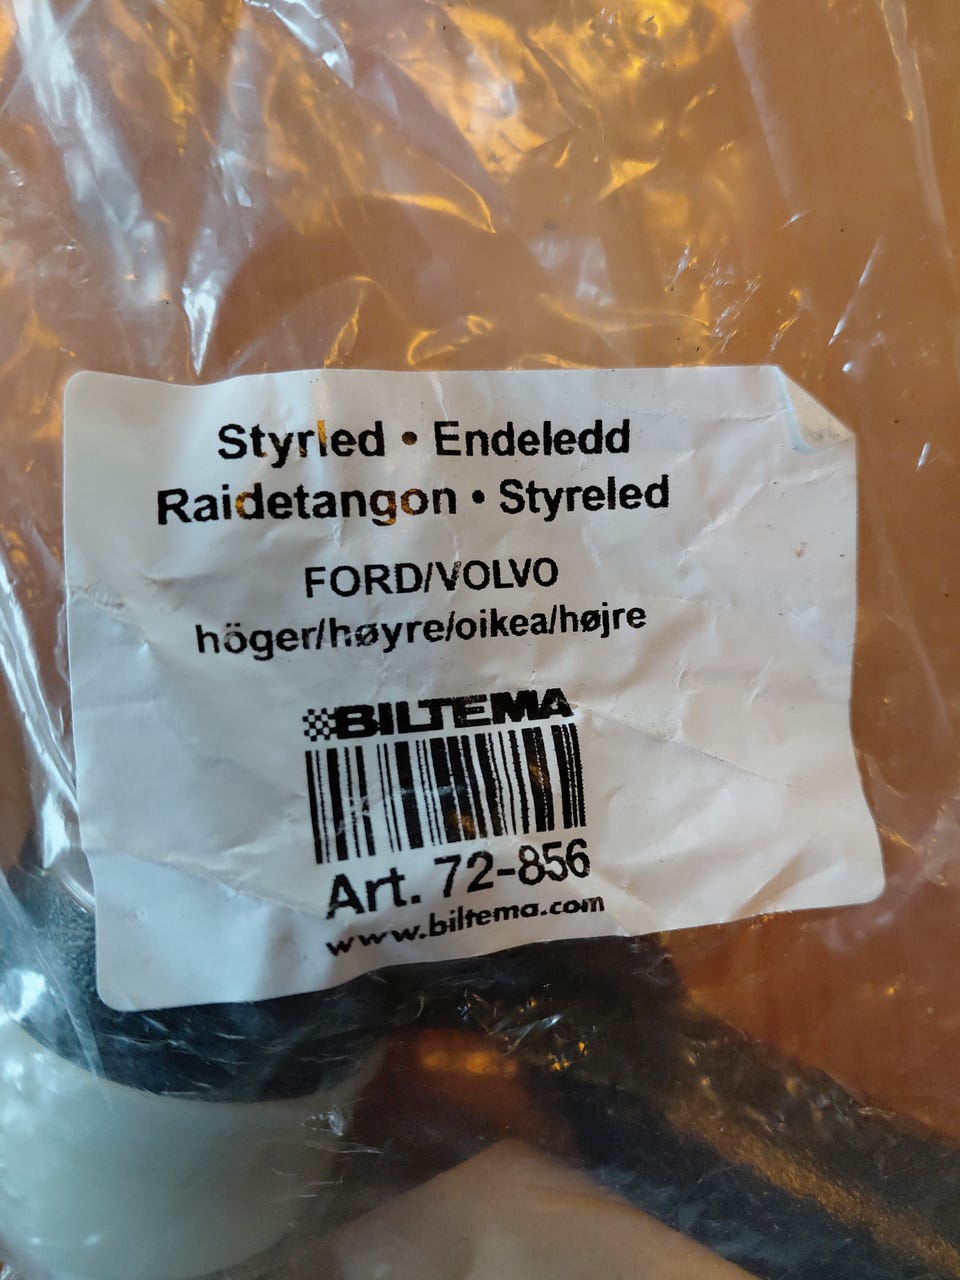 Styrled • Endeledd
Raidetangon • Styreled
FORD/VOLVO
höger/høyre/oikea/højre
BILTEMA
Art. 72-856
www.biltema.com